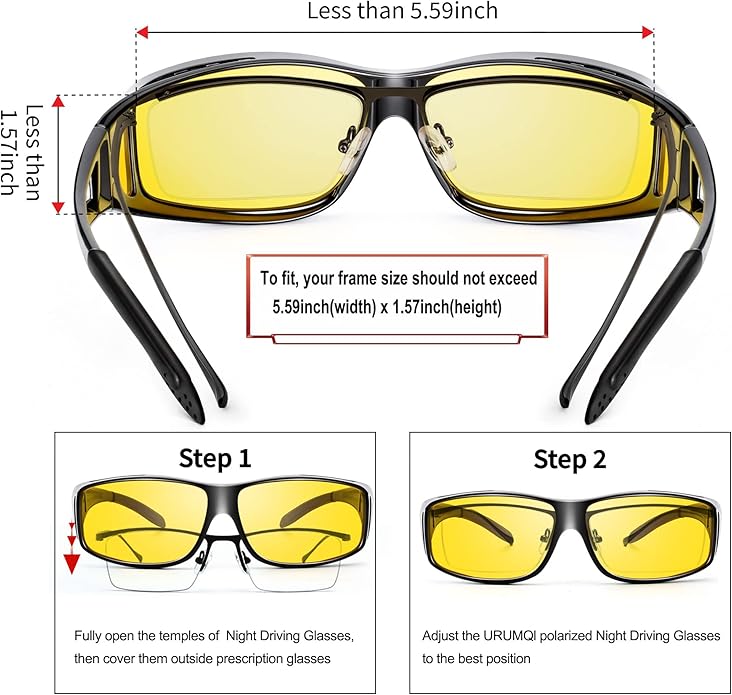 Less than 5.59inch
Less than
1.57inch
To fit, your frame size should not exceed
5.59inch(width) x 1.57inch(height)
Step 1
Fully open the temples of Night Driving Glasses,
then cover them outside prescription glasses
Step 2
Adjust the URUMQI polarized Night Driving Glasses
to the best position